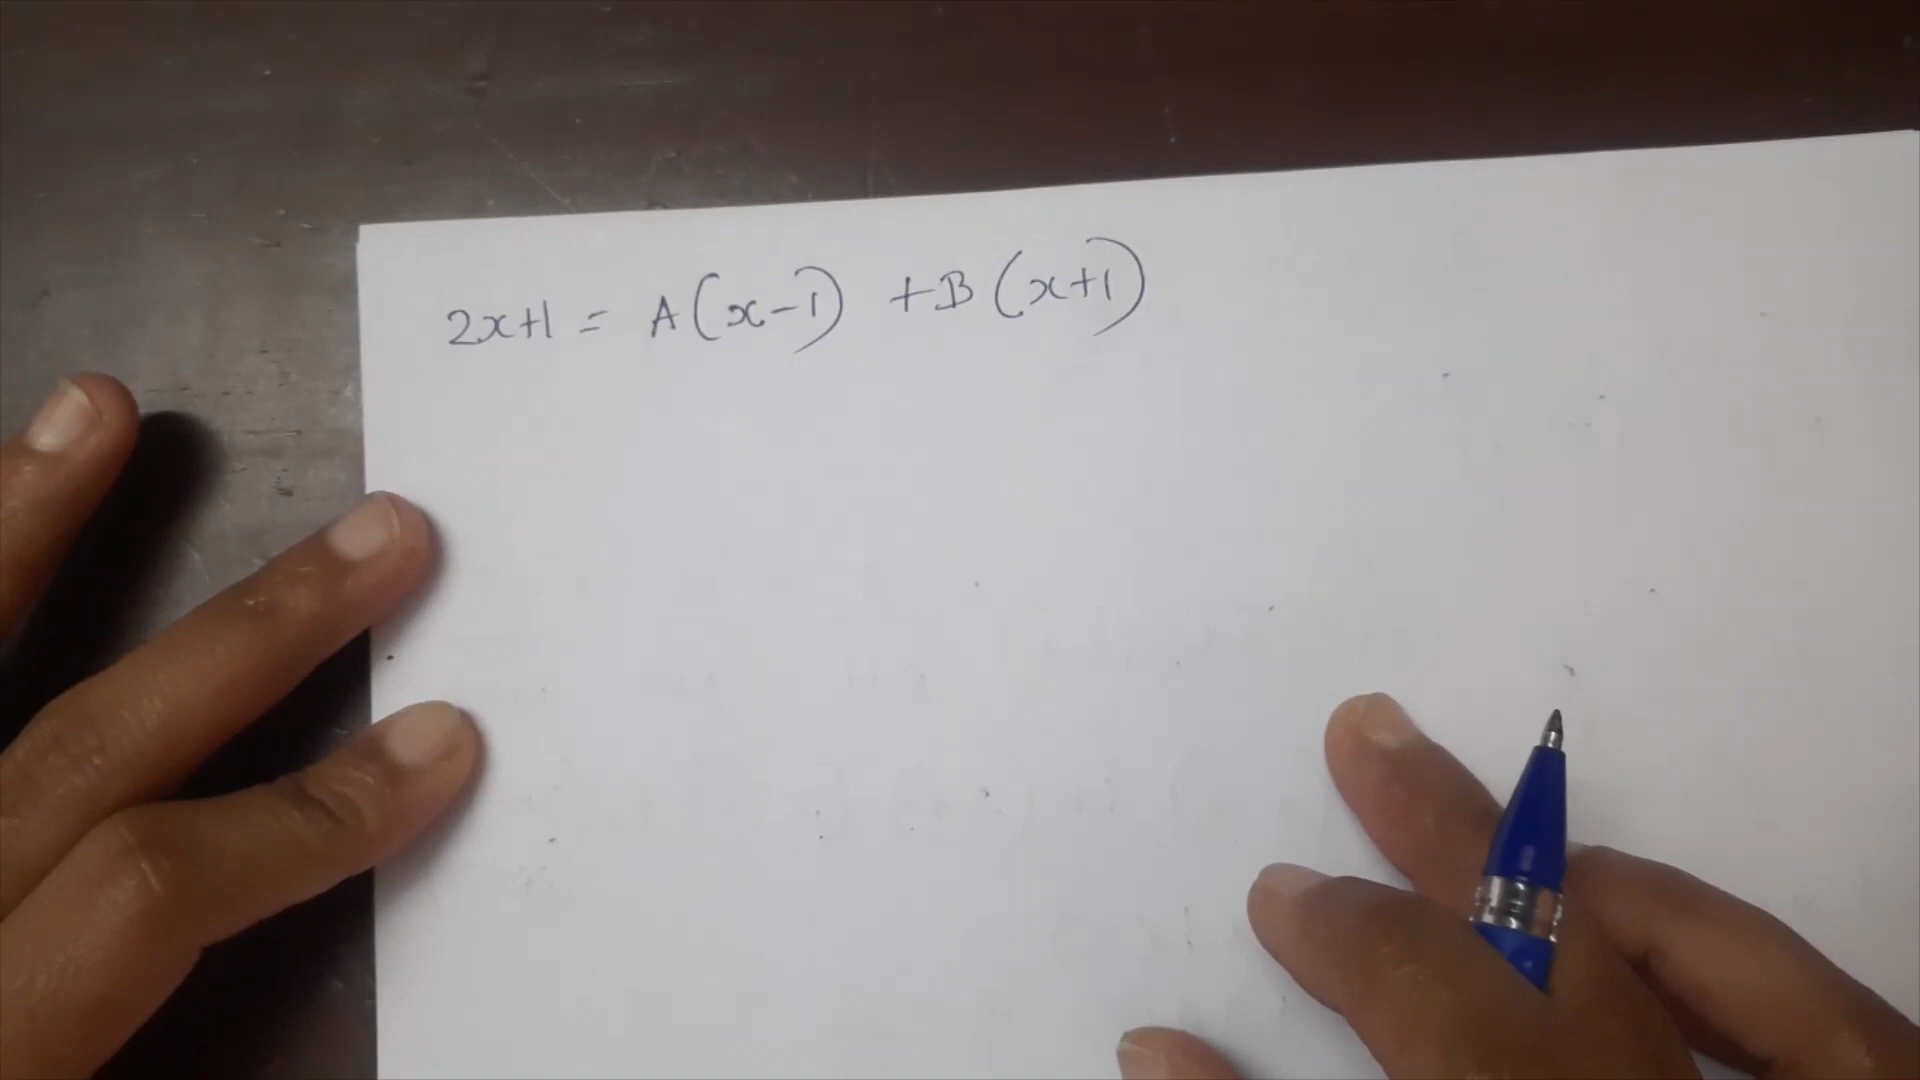 2x+1 = A(x-1) +B(x+1)